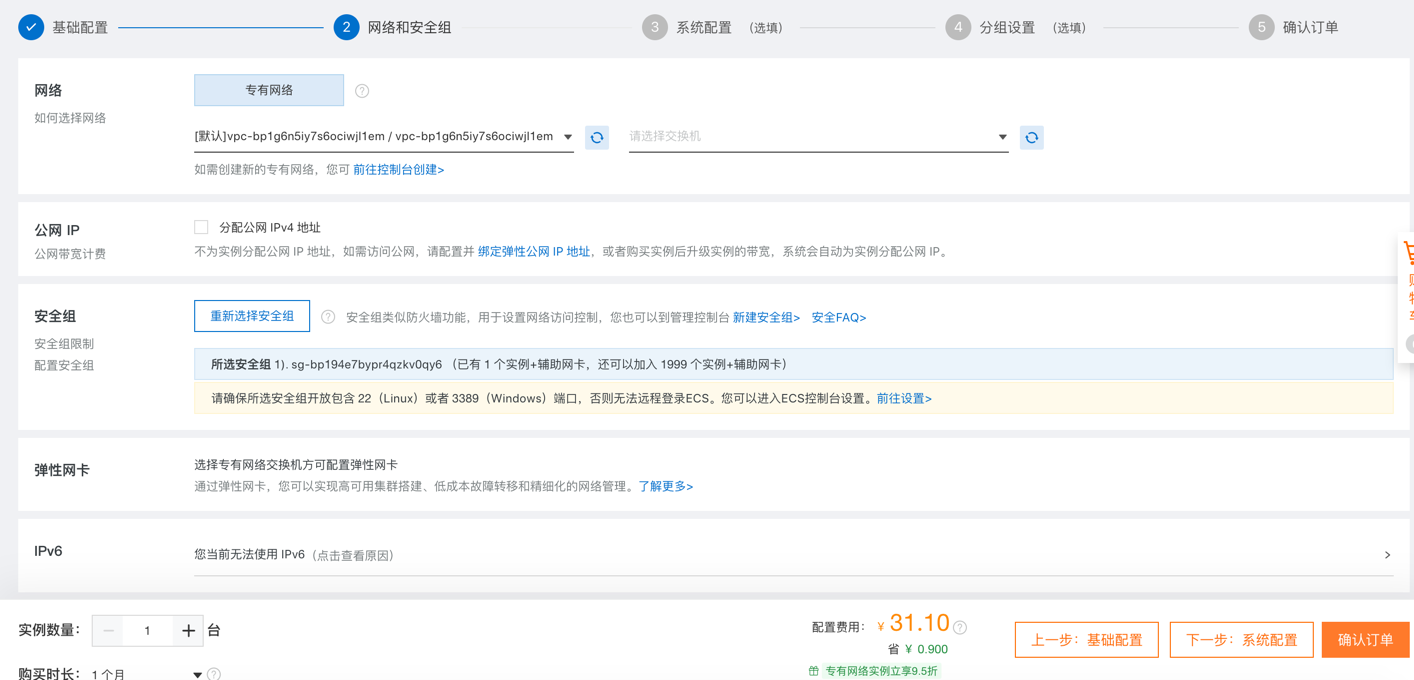 基础配置 2 网络和安全组 3 系统配置 （选填） 4 分组设置 （选填） 5 确认订单
网络 专有网络 ?
如何选择网络
[默认]vpc-bp1g6n5iy7s6ociwjl1em / vpc-bp1g6n5iy7s6ociwjl1em 请选择交换机
如需创建新的专有网络，您可 前往控制台创建>
公网 IP 分配公网 IPv4 地址
公网带宽计费 不为实例分配公网 IP 地址，如需访问公网，请配置并 绑定弹性公网 IP 地址，或者购买实例后升级实例的带宽，系统会自动为实例分配公网 IP。
安全组 重新选择安全组 ? 安全组类似防火墙功能，用于设置网络访问控制，您也可以到管理控制台 新建安全组> 安全FAQ>
安全组限制
配置安全组 所选安全组 1). sg-bp194e7bypr4qzkv0qy6 （已有 1 个实例+辅助网卡，还可以加入 1999 个实例+辅助网卡）
请确保所选安全组开放包含 22（Linux）或者 3389（Windows）端口，否则无法远程登录ECS。您可以进入ECS控制台设置。前往设置>
弹性网卡 选择专有网络交换机方可配置弹性网卡
通过弹性网卡，您可以实现高可用集群搭建、低成本故障转移和精细化的网络管理。了解更多>
IPv6 您当前无法使用 IPv6 （点击查看原因） >
实例数量： 1 台 配置费用： ¥ 31.10 ?
省 ¥ 0.900
上一步：基础配置 下一步：系统配置 确认订单
购买时长： 1 个月 ? 专有网络实例立享9.5折